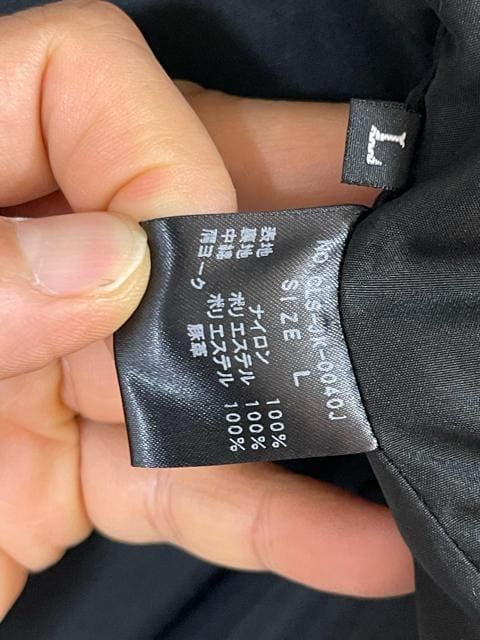 L
No.CLS-JK-0040J
SIZE L
表地 ナイロン 100%
裏地 ポリエステル 100%
中綿 ポリエステル 100%
肩ヨーク 豚革